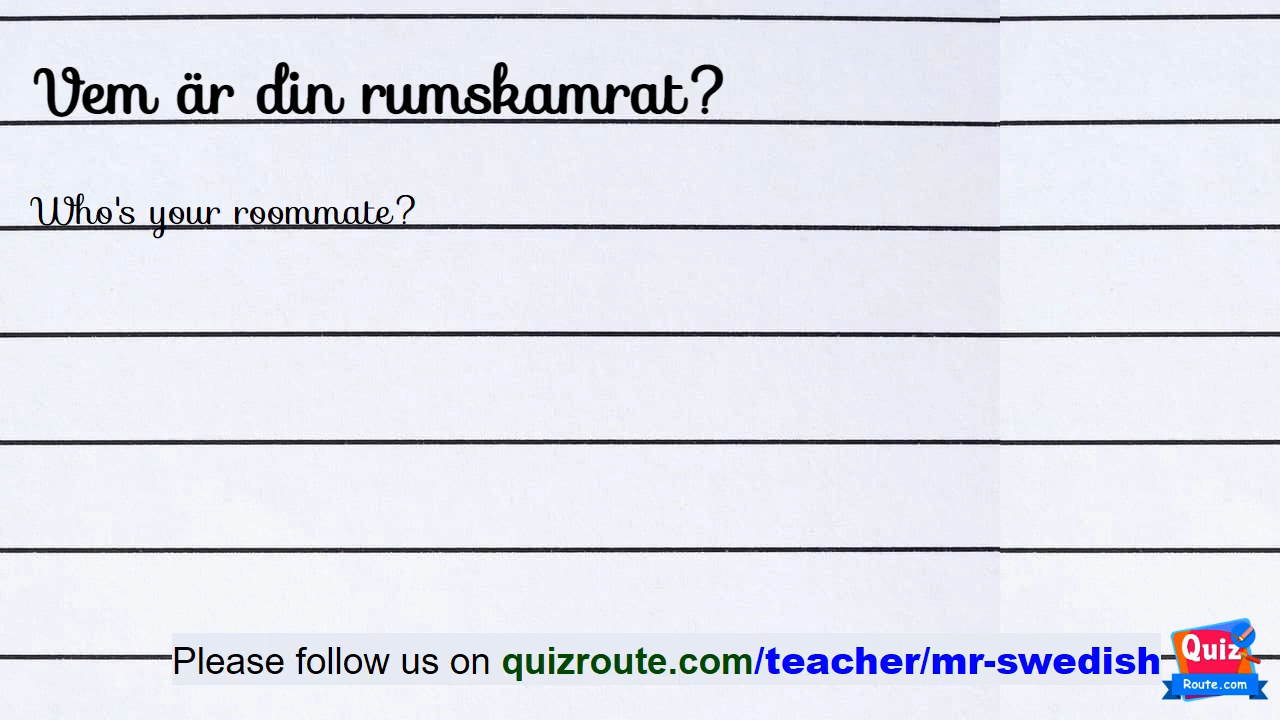 Vem är din rumskamrat?
Who's your roommate?
Please follow us on quizroute.com/teacher/mr-swedish
Quiz
Route.com